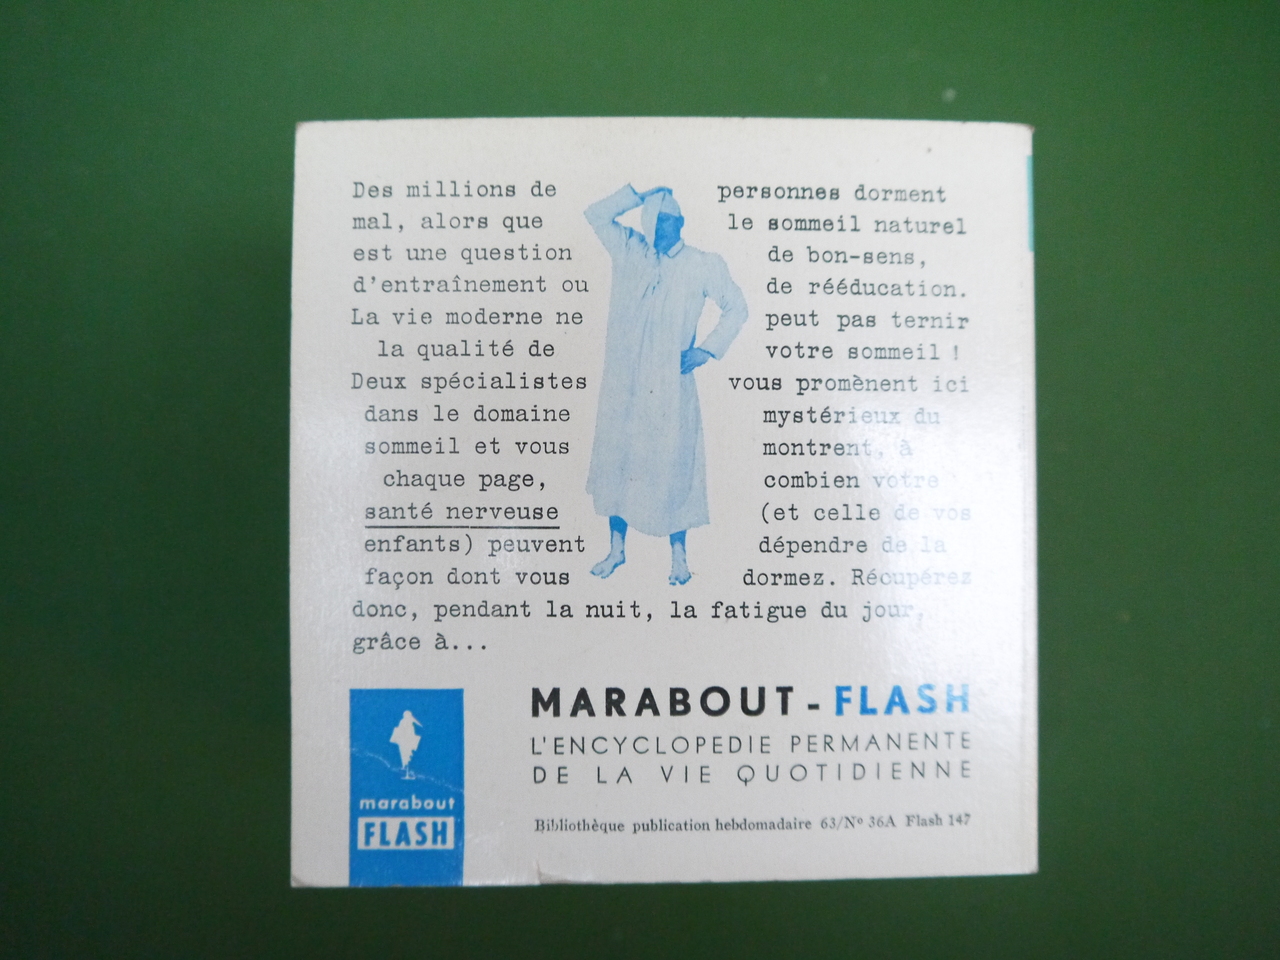 Des millions de personnes dorment
mal, alors que le sommeil naturel
est une question de bon-sens,
d'entraînement ou de rééducation.
La vie moderne ne peut pas ternir
la qualité de votre sommeil !
Deux spécialistes vous promènent ici
dans le domaine mystérieux du
sommeil et vous montrent, à
chaque page, combien votre
santé nerveuse (et celle de vos
enfants) peuvent dépendre de la
façon dont vous dormez. Récupérez
donc, pendant la nuit, la fatigue du jour,
grâce à...
MARABOUT - FLASH
L'ENCYCLOPEDIE PERMANENTE
DE LA VIE QUOTIDIENNE
marabout
FLASH
Bibliothèque publication hebdomadaire 63/Nº 36A Flash 147